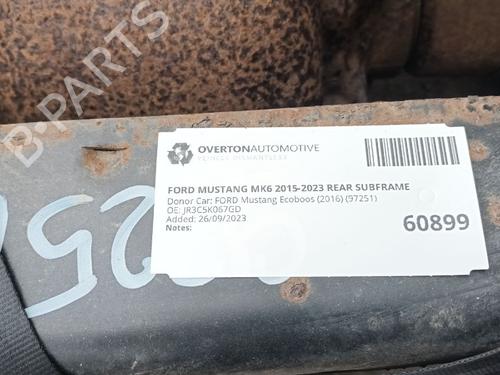 B-PARTS
OVERTONAUTOMOTIVE
VEHICLE DISMANTLERS
FORD MUSTANG MK6 2015-2023 REAR SUBFRAME
Donor Car: FORD Mustang Ecoboos (2016) (97251)
OE: JR3C5K067GD
Added: 26/09/2023
Notes:
60899